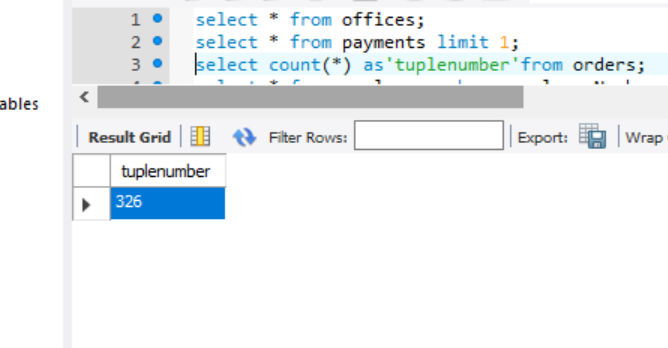 1 select * from offices;
2 select * from payments limit 1;
3 select count(*) as'tuplenumber'from orders;
ables
Result Grid Filter Rows: Export: Wrap
tuplenumber
326